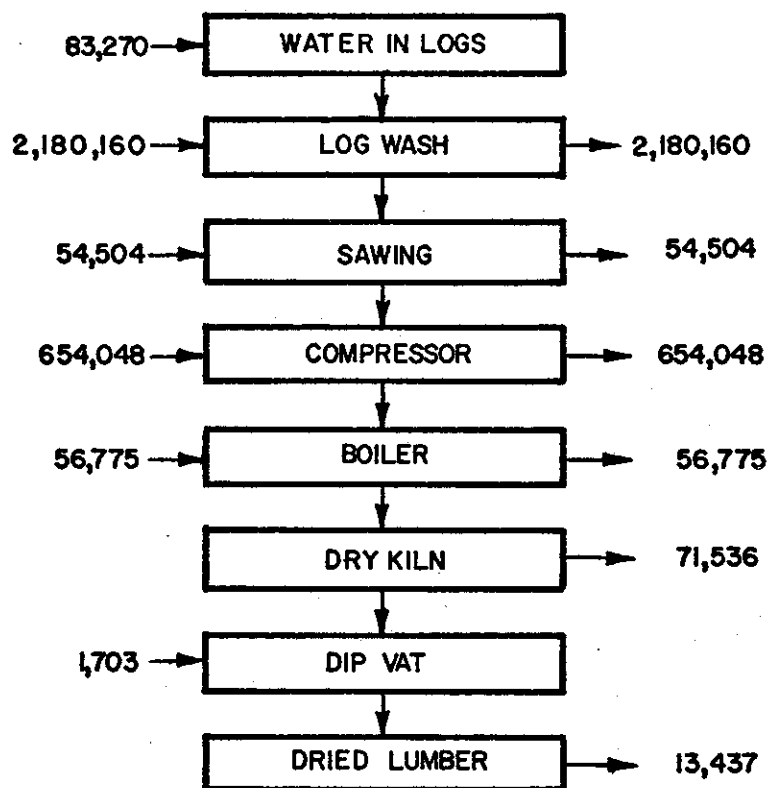 83,270 WATER IN LOGS
2,180,160 LOG WASH 2,180,160
54,504 SAWING 54,504
654,048 COMPRESSOR 654,048
56,775 BOILER 56,775
DRY KILN 71,536
1,703 DIP VAT
DRIED LUMBER 13,437